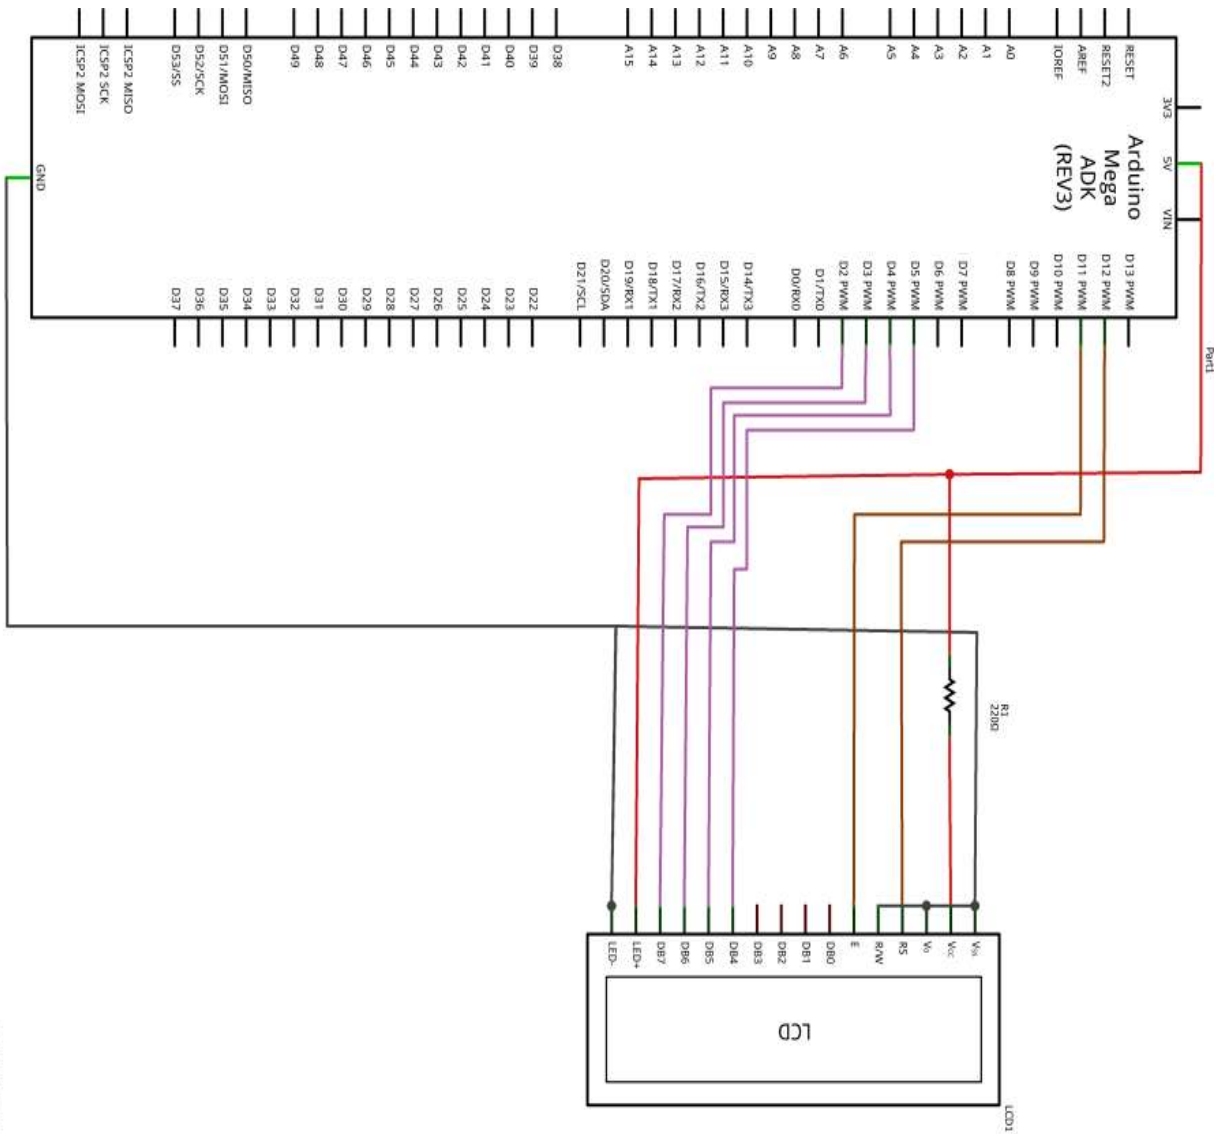 RESET
RESET2
AREF
IOREF
A0
A1
A2
A3
A4
A5
A6
A7
A8
A9
A10
A11
A12
A13
A14
A15
D38
D39
D40
D41
D42
D43
D44
D45
D46
D47
D48
D49
D50/MISO
D51/MOSI
D52/SCK
D53/SS
ICSP2 MISO
ICSP2 SCK
ICSP2 MOSI
3V3
5V
VIN
Arduino
Mega
ADK
(REV3)
GND
D13 PWM
D12 PWM
D11 PWM
D10 PWM
D9 PWM
D8 PWM
D7 PWM
D6 PWM
D5 PWM
D4 PWM
D3 PWM
D2 PWM
D1/TX0
D0/RX0
D14/TX3
D15/RX3
D16/TX2
D17/RX2
D18/TX1
D19/RX1
D20/SDA
D21/SCL
D22
D23
D24
D25
D26
D27
D28
D29
D30
D31
D32
D33
D34
D35
D36
D37
Part1
R1
220Ω
VSS
VCC
V0
RS
R/W
E
DB0
DB1
DB2
DB3
DB4
DB5
DB6
DB7
LED+
LED-
LCD
LCD1